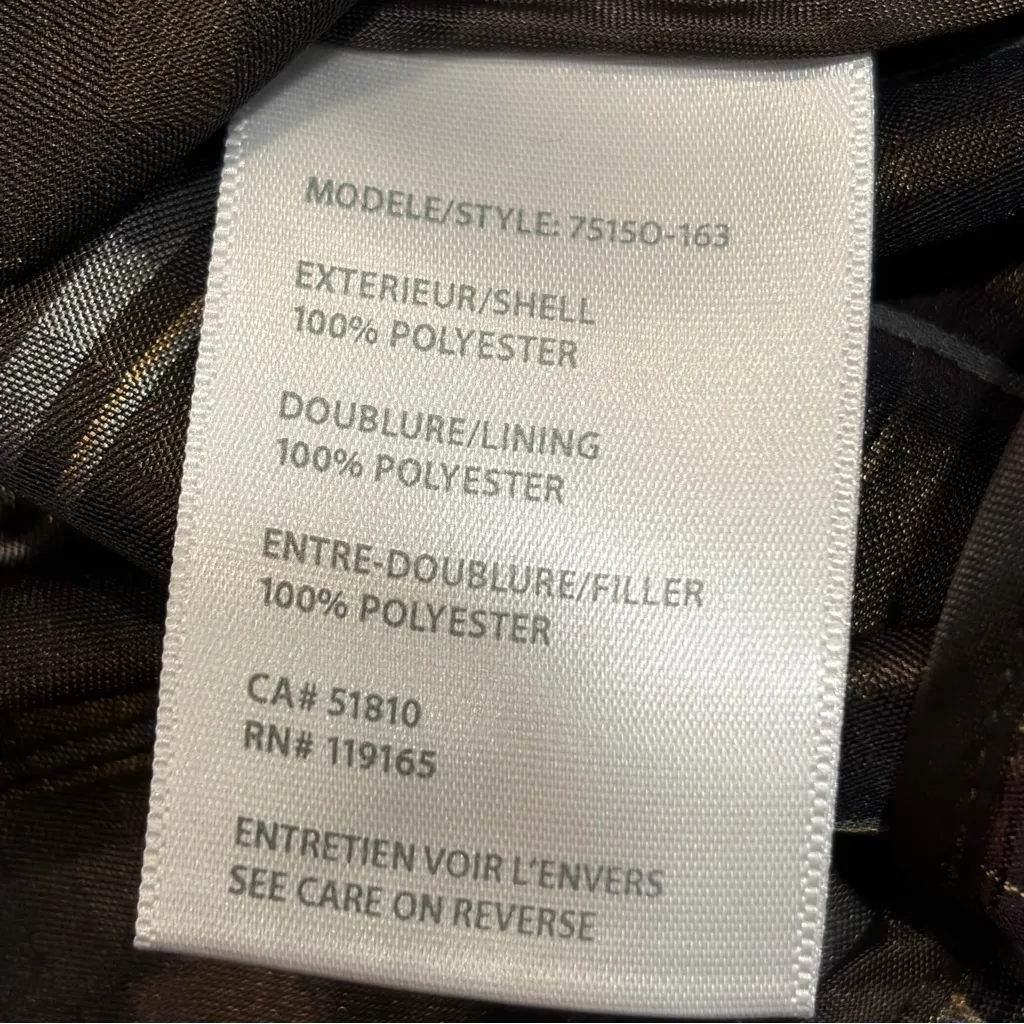 MODELE/STYLE: 7515O-163
EXTERIEUR/SHELL
100% POLYESTER
DOUBLURE/LINING
100% POLYESTER
ENTRE-DOUBLURE/FILLER
100% POLYESTER
CA# 51810
RN# 119165
ENTRETIEN VOIR L'ENVERS
SEE CARE ON REVERSE